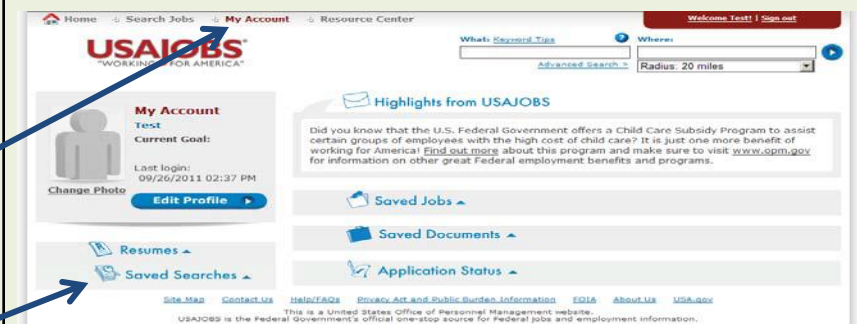 Home Search Jobs My Account Resource Center
Welcome Test! | Sign out
USAJOBS
"WORKING FOR AMERICA"
What: Keyword Tips ? Where:
Advanced Search > Radius: 20 miles
My Account
Test
Current Goal:
Last login:
09/26/2011 02:37 PM
Change Photo
Edit Profile
Resumes
Saved Searches
Highlights from USAJOBS
Did you know that the U.S. Federal Government offers a Child Care Subsidy Program to assist
certain groups of employees with the high cost of child care? It is just one more benefit of
working for America! Find out more about this program and make sure to visit www.opm.gov
for information on other great Federal employment benefits and programs.
Saved Jobs
Saved Documents
Application Status
Site Map Contact Us Help/FAQs Privacy Act and Public Burden Information FOIA About Us USA.gov
This is a United States Office of Personnel Management website.
USAJOBS is the Federal Government's official one-stop source for Federal jobs and employment information.